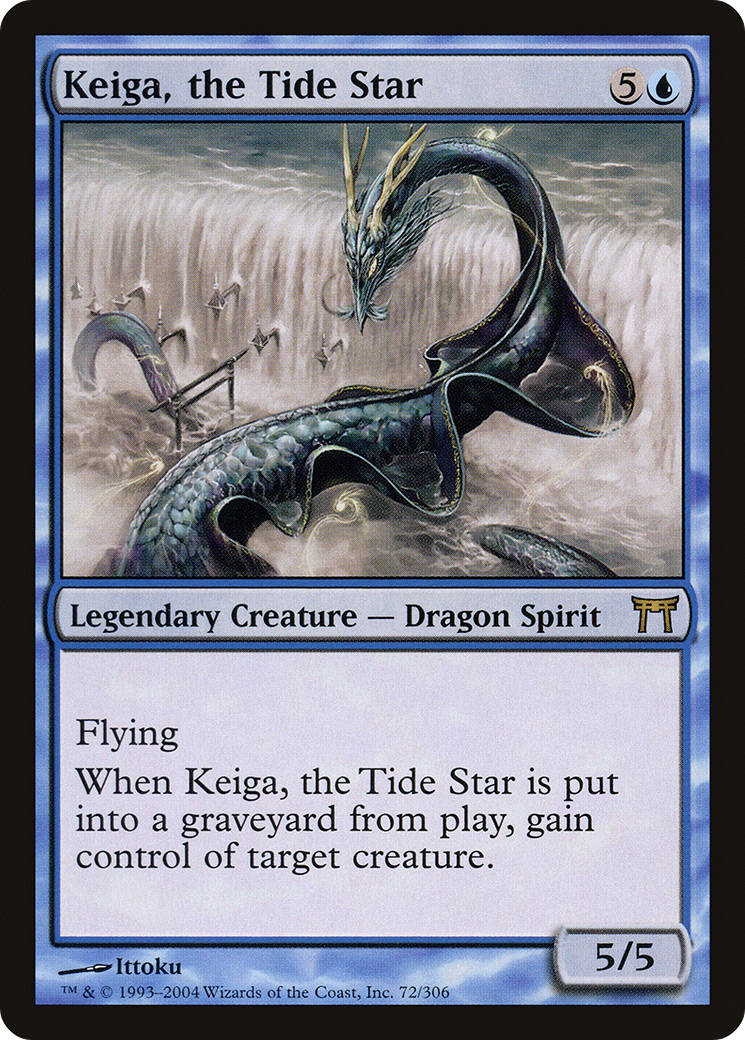 Keiga, the Tide Star 5
Legendary Creature — Dragon Spirit
Flying
When Keiga, the Tide Star is put
into a graveyard from play, gain
control of target creature.
5/5
Ittoku
™ & © 1993–2004 Wizards of the Coast, Inc. 72/306